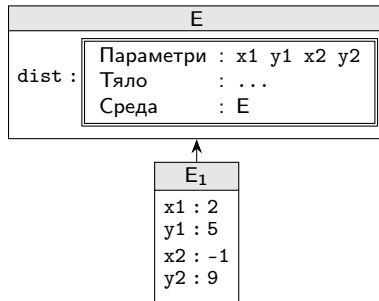 E
dist :
Параметри : x1 y1 x2 y2
Тяло : ...
Среда : E
E₁
x1 : 2
y1 : 5
x2 : -1
y2 : 9